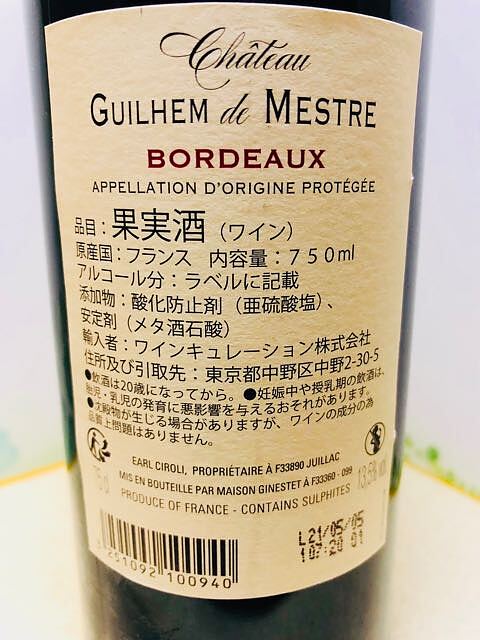 Château
GUILHEM de MESTRE
BORDEAUX
APPELLATION D'ORIGINE PROTÉGÉE
品目：果実酒（ワイン）
原産国：フランス 内容量：７５０ml
アルコール分：ラベルに記載
添加物：酸化防止剤（亜硫酸塩）、
安定剤（メタ酒石酸）
輸入者：ワインキュレーション株式会社
住所及び引取先：東京都中野区中野2-30-5
●飲酒は20歳になってから。●妊娠中や授乳期の飲酒は、
胎児・乳児の発育に悪影響を与えるおそれがあります。
●沈殿物が生じる場合がありますが、ワインの成分の為
品質上問題はありません。
EARL CIROLI, PROPRIÉTAIRE À F33890 JUILLAC
75 cl
MIS EN BOUTEILLE PAR MAISON GINESTET À F33360 - 099
13,5% vol.
PRODUCE OF FRANCE - CONTAINS SULPHITES
L21/05/05
107:20 01
3 251092 100940